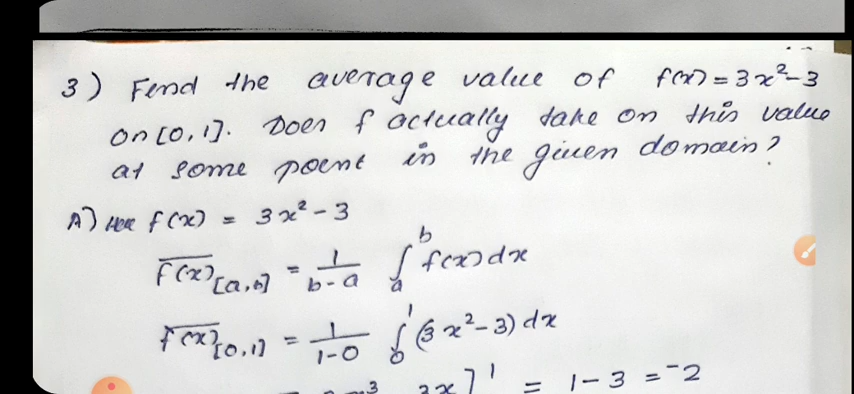 3) Find the average value of f(x) = 3x²-3
on [0,1]. Does f actually take on this value
at some point in the given domain?
A) Here f(x) = 3x² - 3
f(x)̅ [a,b] = 1/(b-a) ∫ₐᵇ f(x)dx
f(x)̅ [0,1] = 1/(1-0) ∫₀¹ (3x²-3) dx
3x]¹ = 1-3 = -2